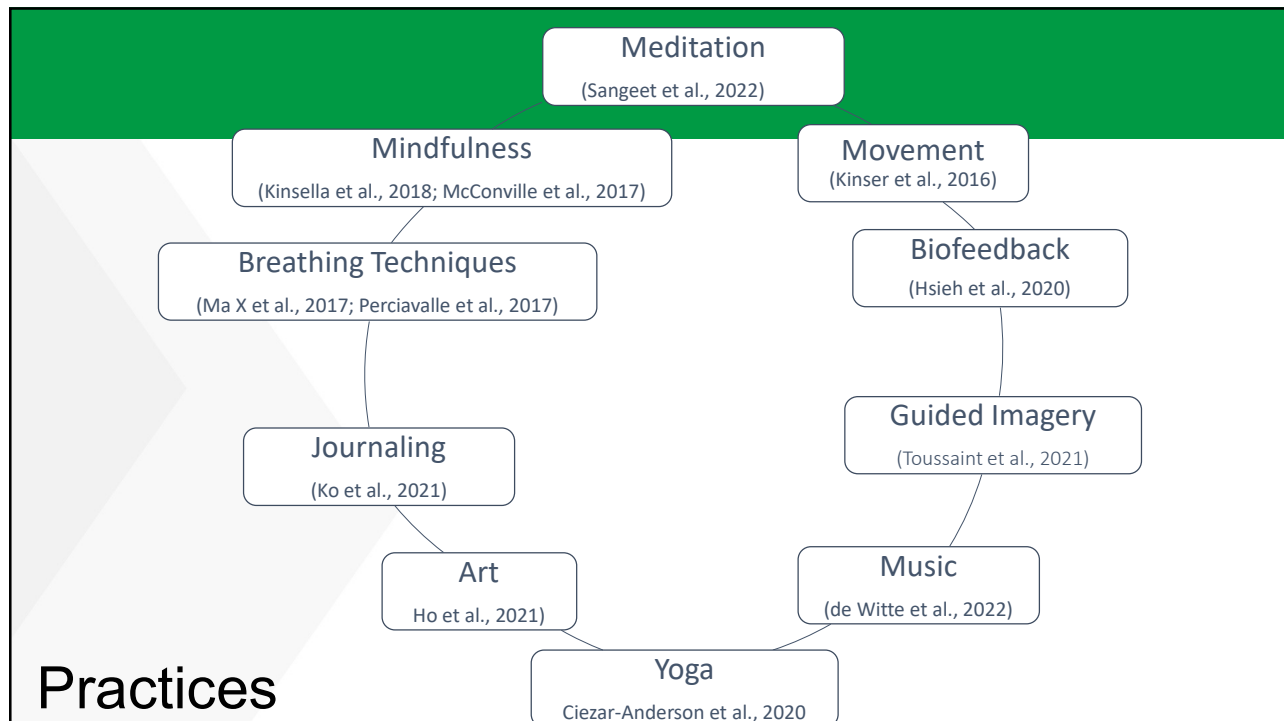 Meditation
(Sangeet et al., 2022)
Mindfulness
(Kinsella et al., 2018; McConville et al., 2017)
Movement
(Kinser et al., 2016)
Breathing Techniques
(Ma X et al., 2017; Perciavalle et al., 2017)
Biofeedback
(Hsieh et al., 2020)
Journaling
(Ko et al., 2021)
Guided Imagery
(Toussaint et al., 2021)
Art
Ho et al., 2021)
Music
(de Witte et al., 2022)
Yoga
Ciezar-Anderson et al., 2020
Practices